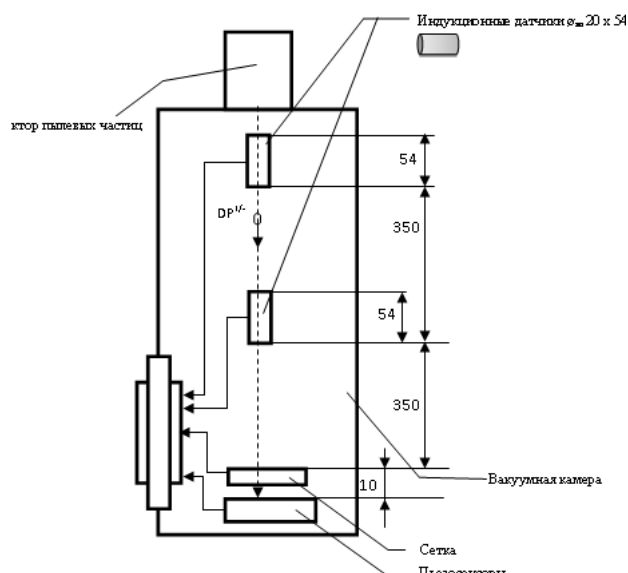 Индукционные датчики ø 20 x 54
ктор пылевых частиц
54
DP⁺/⁻
350
54
350
10
Вакуумная камера
Сетка